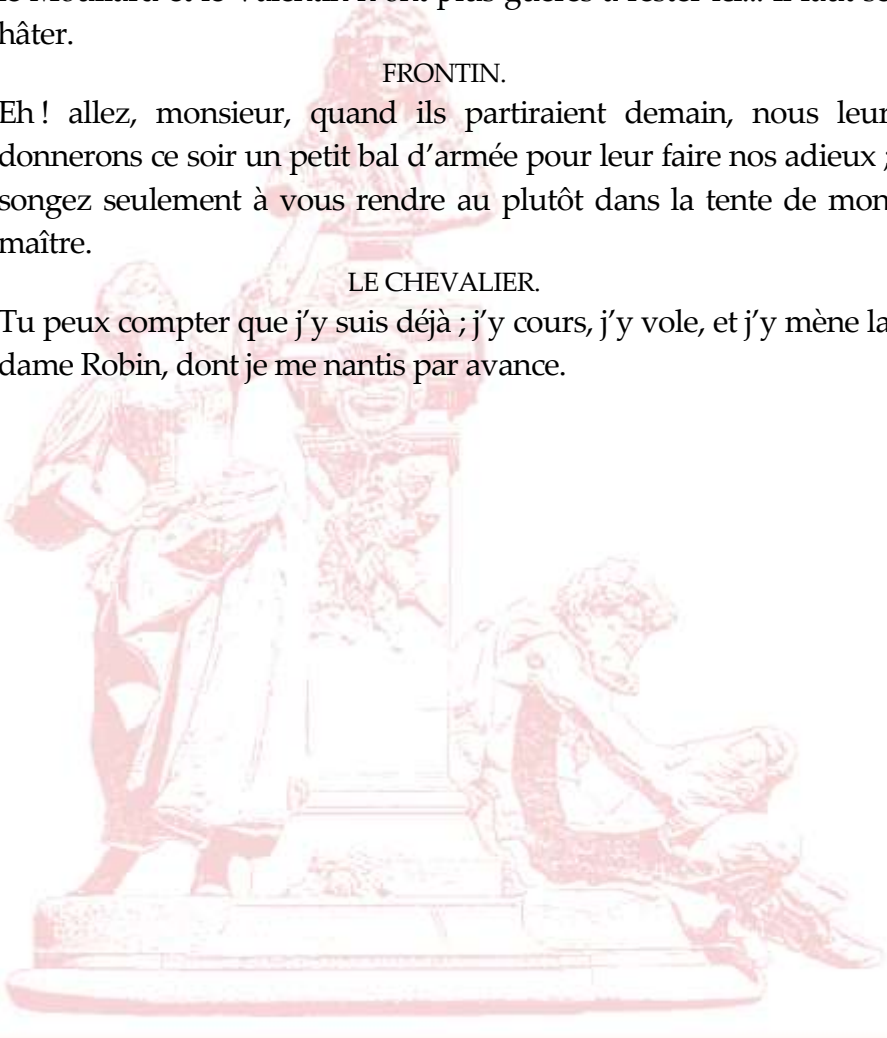 hâter.
FRONTIN.
Eh ! allez, monsieur, quand ils partiraient demain, nous leur
donnerons ce soir un petit bal d’armée pour leur faire nos adieux ;
songez seulement à vous rendre au plutôt dans la tente de mon
maître.
LE CHEVALIER.
Tu peux compter que j’y suis déjà ; j’y cours, j’y vole, et j’y mène la
dame Robin, dont je me nantis par avance.